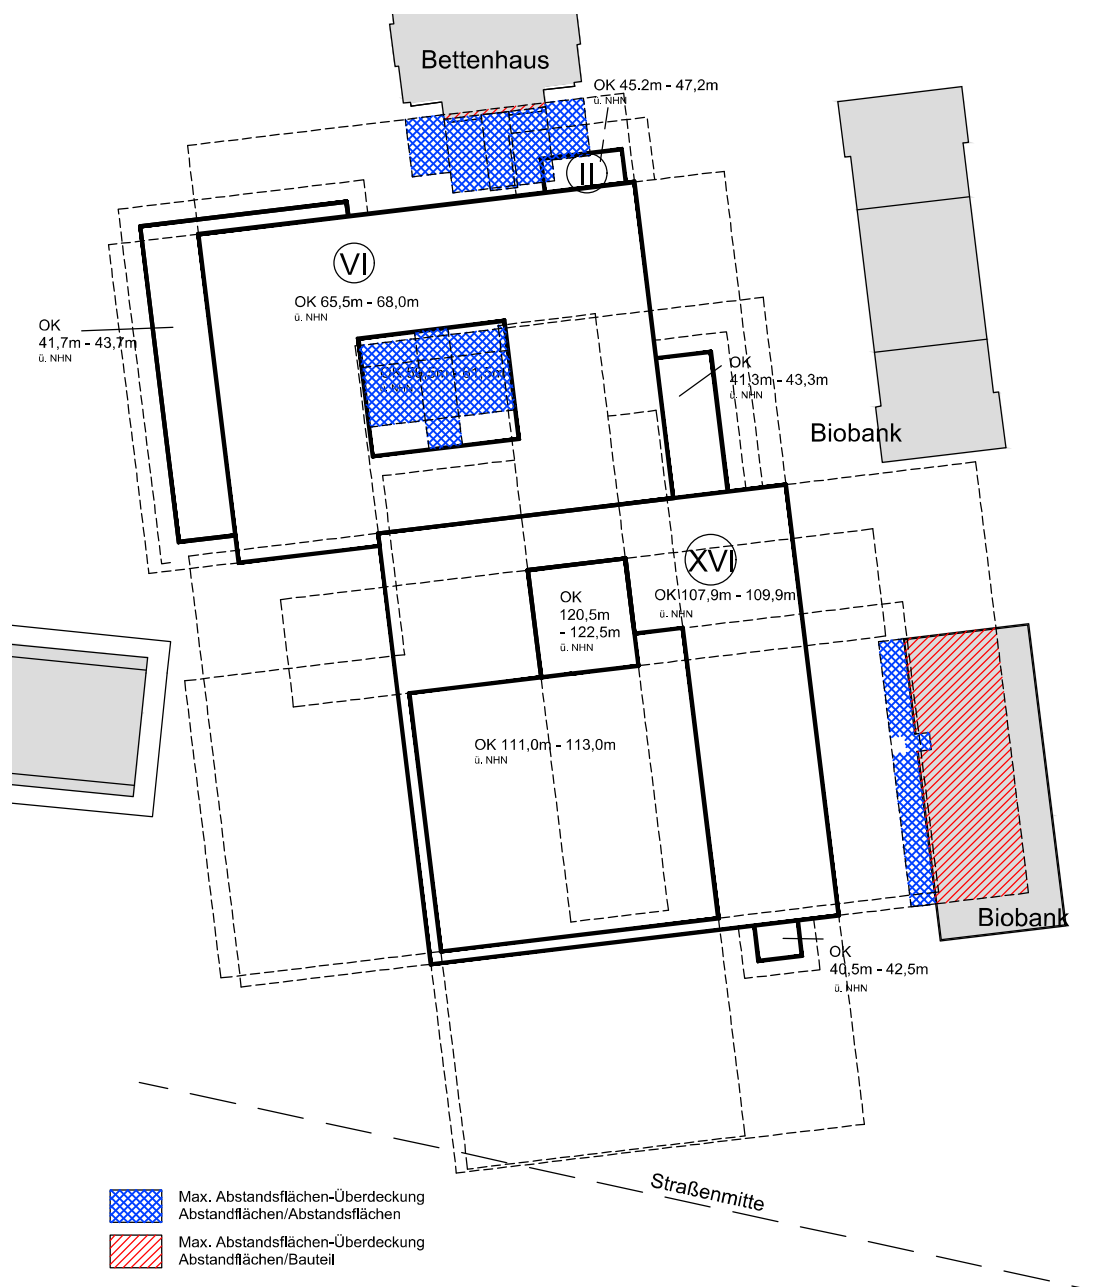 Bettenhaus
OK 45.2m - 47,2m
ü. NHN
II
VI
OK 65,5m - 68,0m
ü. NHN
OK
41,7m - 43,7m
ü. NHN
OK
ü. NHN
OK
41,3m - 43,3m
ü. NHN
Biobank
XVI
OK 107,9m - 109,9m
ü. NHN
OK
120,5m
- 122,5m
ü. NHN
OK 111,0m - 113,0m
ü. NHN
Biobank
OK
40,5m - 42,5m
ü. NHN
Straßenmitte
Max. Abstandsflächen-Überdeckung
Abstandflächen/Abstandsflächen
Max. Abstandsflächen-Überdeckung
Abstandflächen/Bauteil